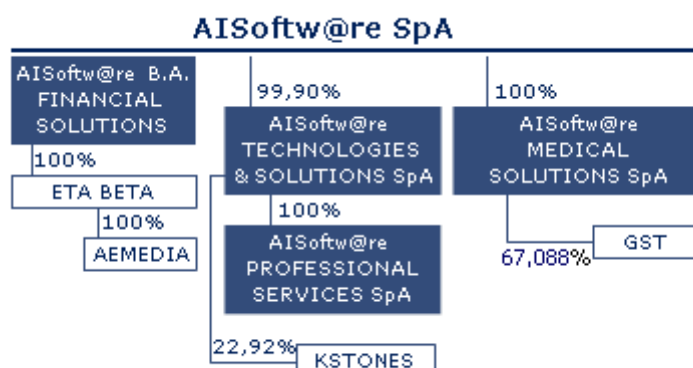 AISoftw@re SpA
AISoftw@re B.A.
FINANCIAL
SOLUTIONS
100%
ETA BETA
100%
AEMEDIA
99,90%
AISoftw@re
TECHNOLOGIES
& SOLUTIONS SpA
100%
AISoftw@re
PROFESSIONAL
SERVICES SpA
22,92%
KSTONES
100%
AISoftw@re
MEDICAL
SOLUTIONS SpA
67,088%
GST